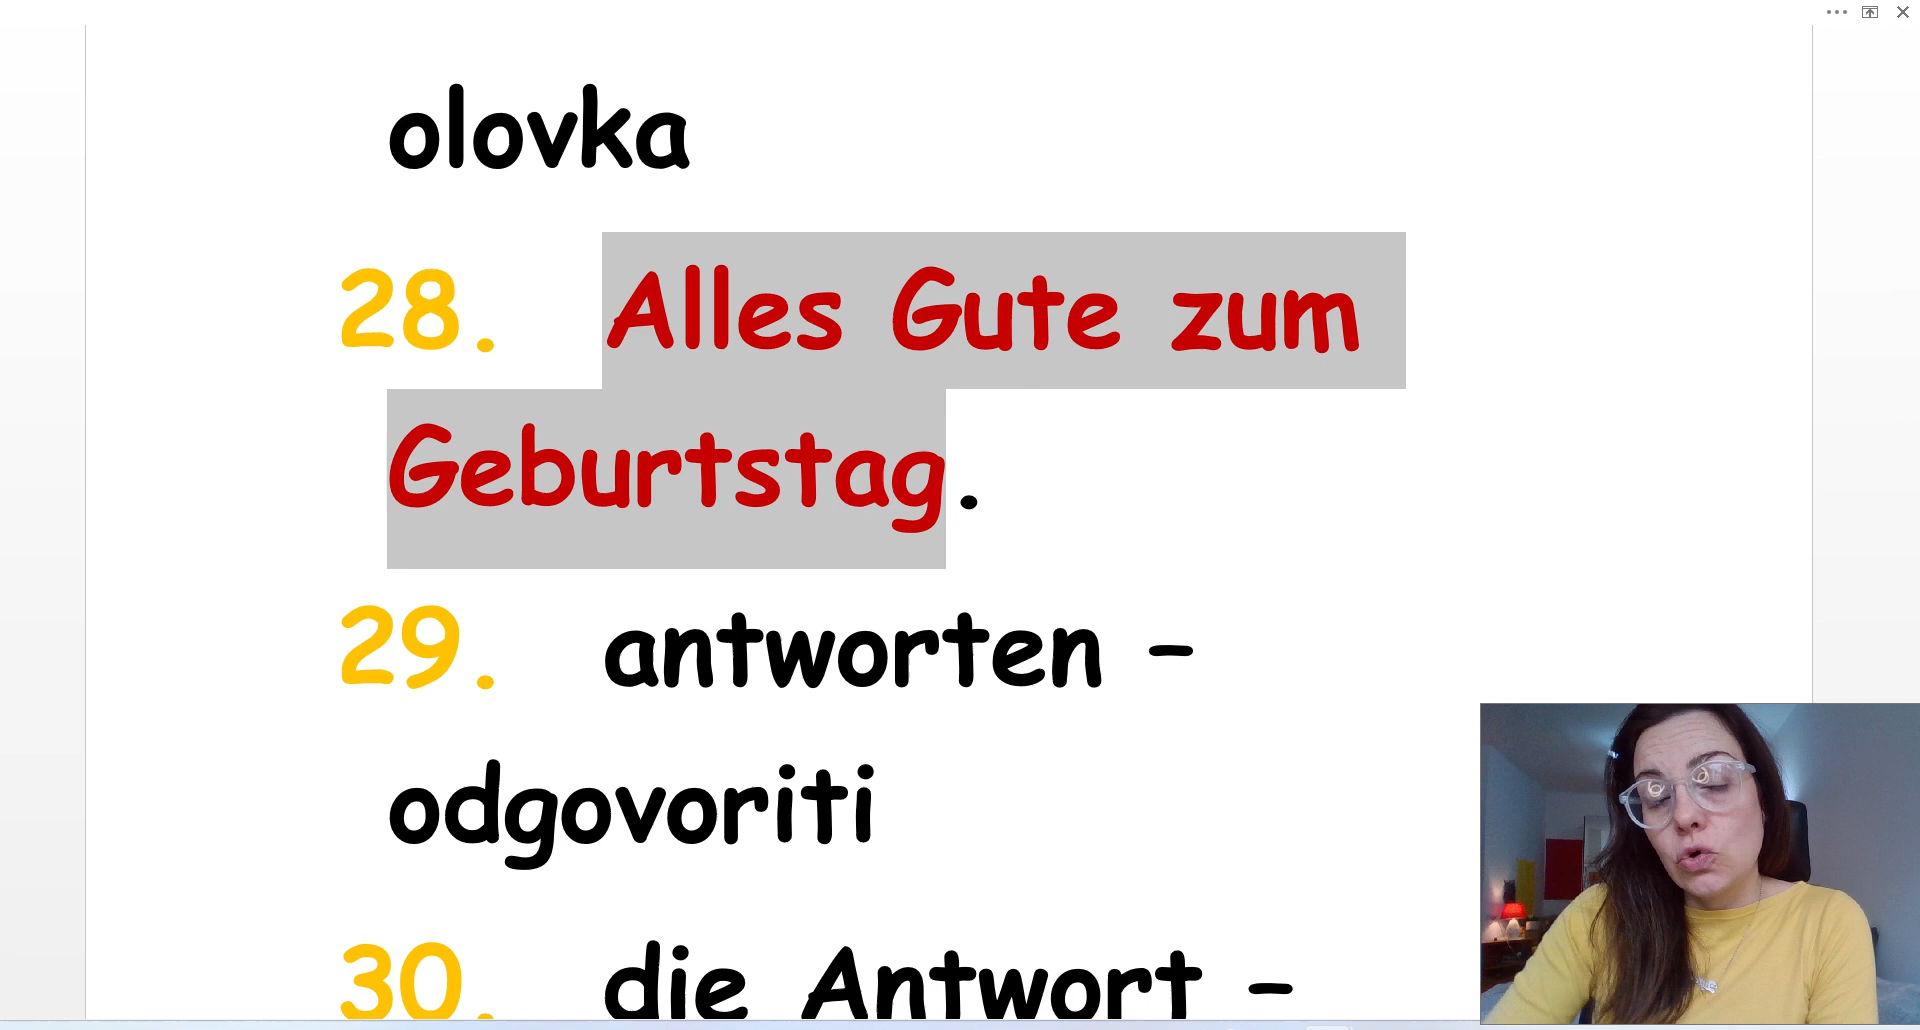 olovka
28. Alles Gute zum
Geburtstag.
29. antworten –
odgovoriti
30. die Antwort –